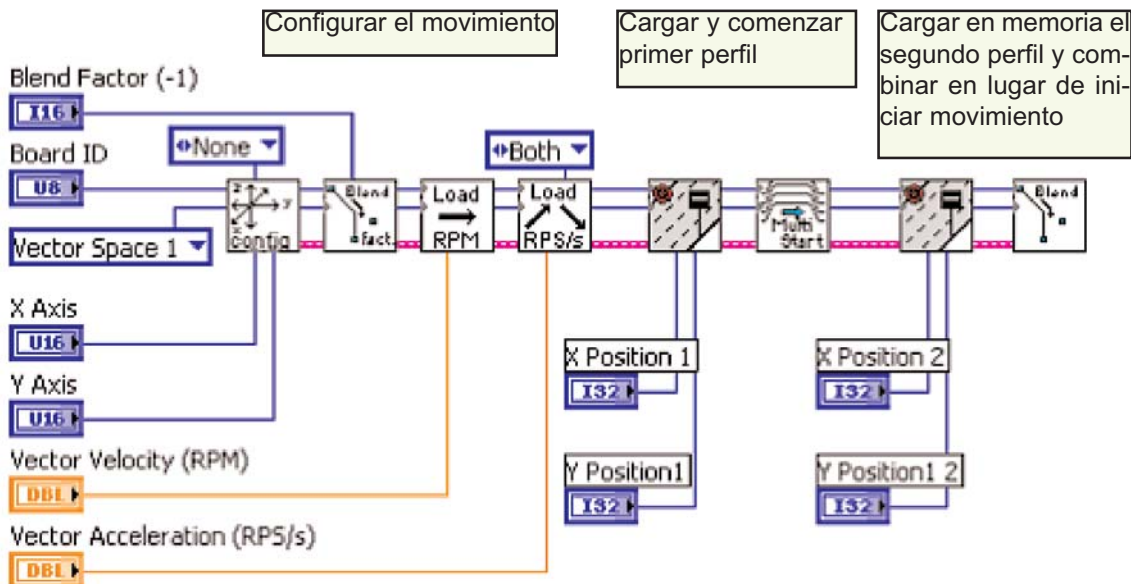 Configurar el movimiento
Cargar y comenzar
primer perfil
Cargar en memoria el
segundo perfil y com-
binar en lugar de ini-
ciar movimiento
Blend Factor (-1)
I16
Board ID
U8
None
Both
Vector Space 1
config
Blend
fact.
Load
RPM
Load
RPS/s
Multi
Start
Blend
X Axis
U16
Y Axis
U16
Vector Velocity (RPM)
DBL
Vector Acceleration (RPS/s)
DBL
X Position 1
I32
Y Position1
I32
X Position 2
I32
Y Position1 2
I32